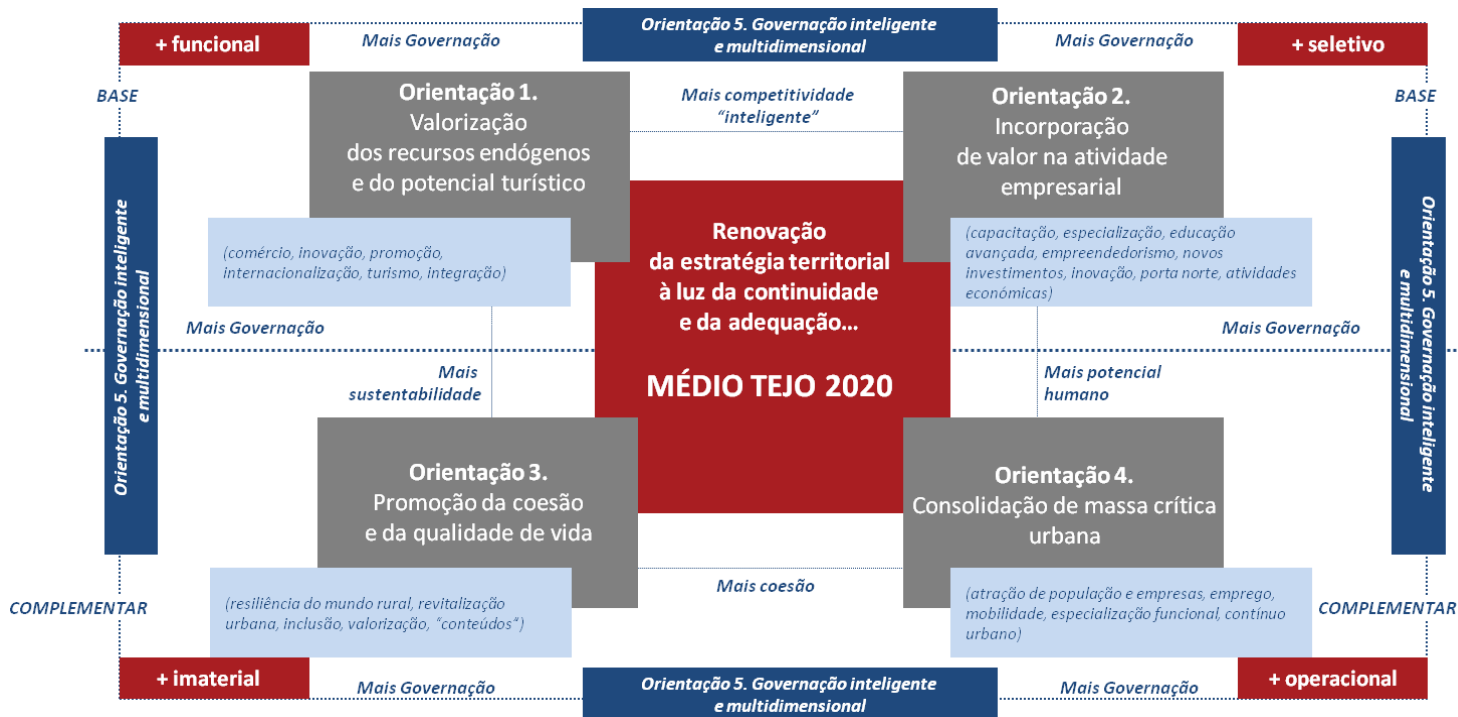 Orientação 5. Governação inteligente
e multidimensional
+ funcional
Mais Governação
Mais Governação
+ seletivo
BASE
BASE
Orientação 1.
Valorização
dos recursos endógenos
e do potencial turístico
Mais competitividade
“inteligente”
Orientação 2.
Incorporação
de valor na atividade
empresarial
(comércio, inovação, promoção,
internacionalização, turismo, integração)
(capacitação, especialização, educação
avançada, empreendedorismo, novos
investimentos, inovação, porta norte, atividades
económicas)
Orientação 5. Governação inteligente
e multidimensional
Orientação 5. Governação inteligente
e multidimensional
Renovação
da estratégia territorial
à luz da continuidade
e da adequação...
MÉDIO TEJO 2020
Mais Governação
Mais Governação
Mais
sustentabilidade
Mais potencial
humano
Orientação 3.
Promoção da coesão
e da qualidade de vida
Orientação 4.
Consolidação de massa crítica
urbana
Mais coesão
(resiliência do mundo rural, revitalização
urbana, inclusão, valorização, “conteúdos“)
(atração de população e empresas, emprego,
mobilidade, especialização funcional, contínuo
urbano)
COMPLEMENTAR
COMPLEMENTAR
+ imaterial
Mais Governação
Orientação 5. Governação inteligente
e multidimensional
Mais Governação
+ operacional